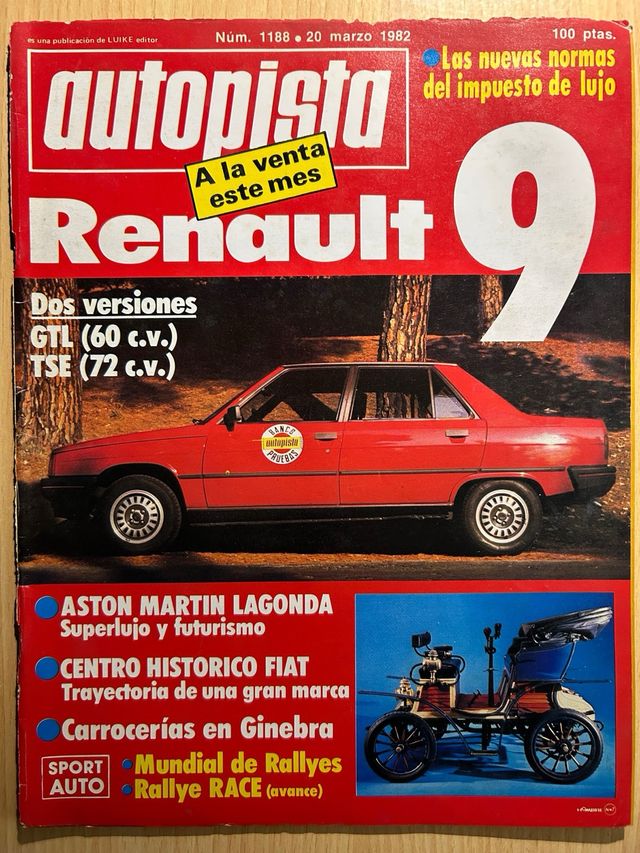 es una publicación de LUIKE editor
Núm. 1188 • 20 marzo 1982
100 ptas.
autopista
Las nuevas normas
del impuesto de lujo
A la venta
este mes
Renault 9
Dos versiones
GTL (60 c.v.)
TSE (72 c.v.)
BANCO
autopista
PRUEBAS
ASTON MARTIN LAGONDA
Superlujo y futurismo
CENTRO HISTORICO FIAT
Trayectoria de una gran marca
Carrocerías en Ginebra
SPORT
AUTO
Mundial de Rallyes
Rallye RACE (avance)